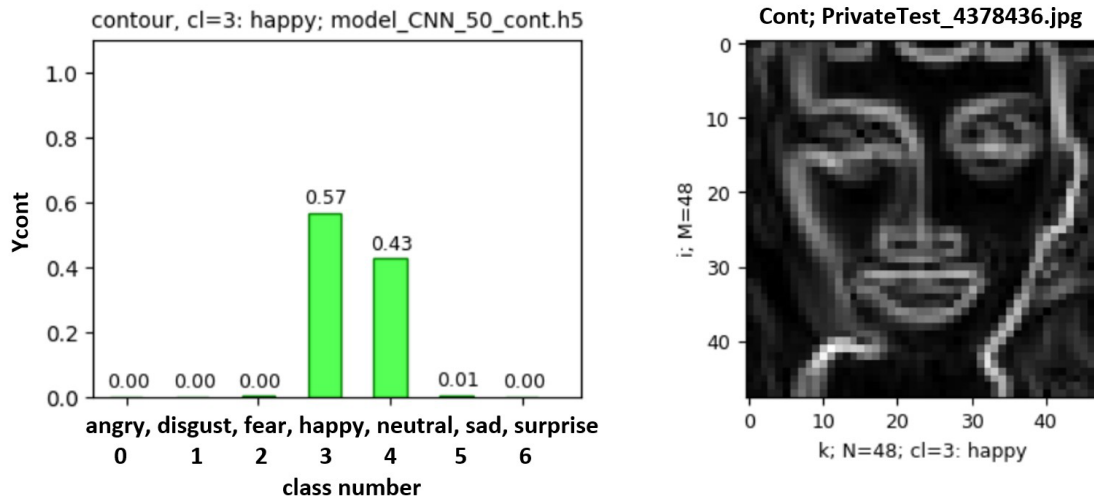 contour, cl=3: happy; model_CNN_50_cont.h5
Ycont
1.0
0.8
0.6
0.4
0.2
0.0
0.00 0.00 0.00 0.57 0.43 0.01 0.00
angry, disgust, fear, happy, neutral, sad, surprise
0 1 2 3 4 5 6
class number
Cont; PrivateTest_4378436.jpg
i; M=48
0
10
20
30
40
0 10 20 30 40
k; N=48; cl=3: happy